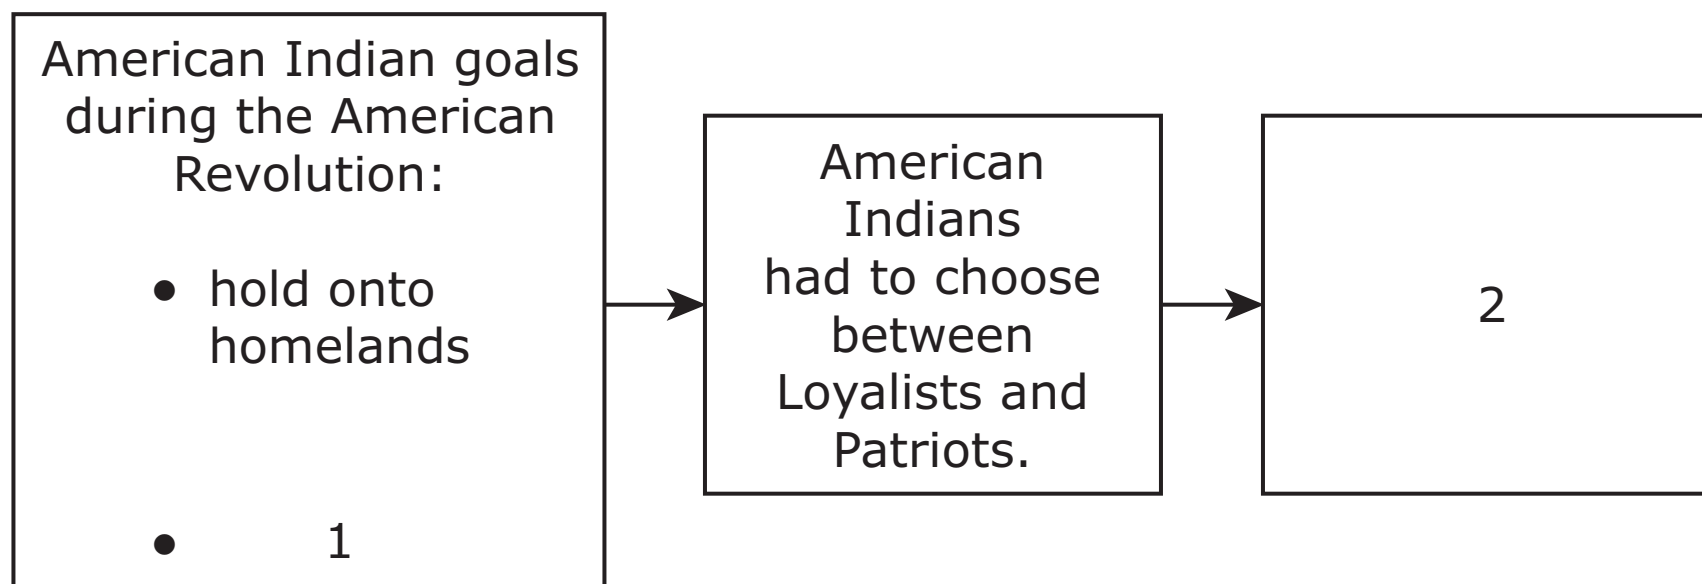 American Indian goals
during the American
Revolution:
• hold onto
homelands
• 1
American
Indians
had to choose
between
Loyalists and
Patriots.
2